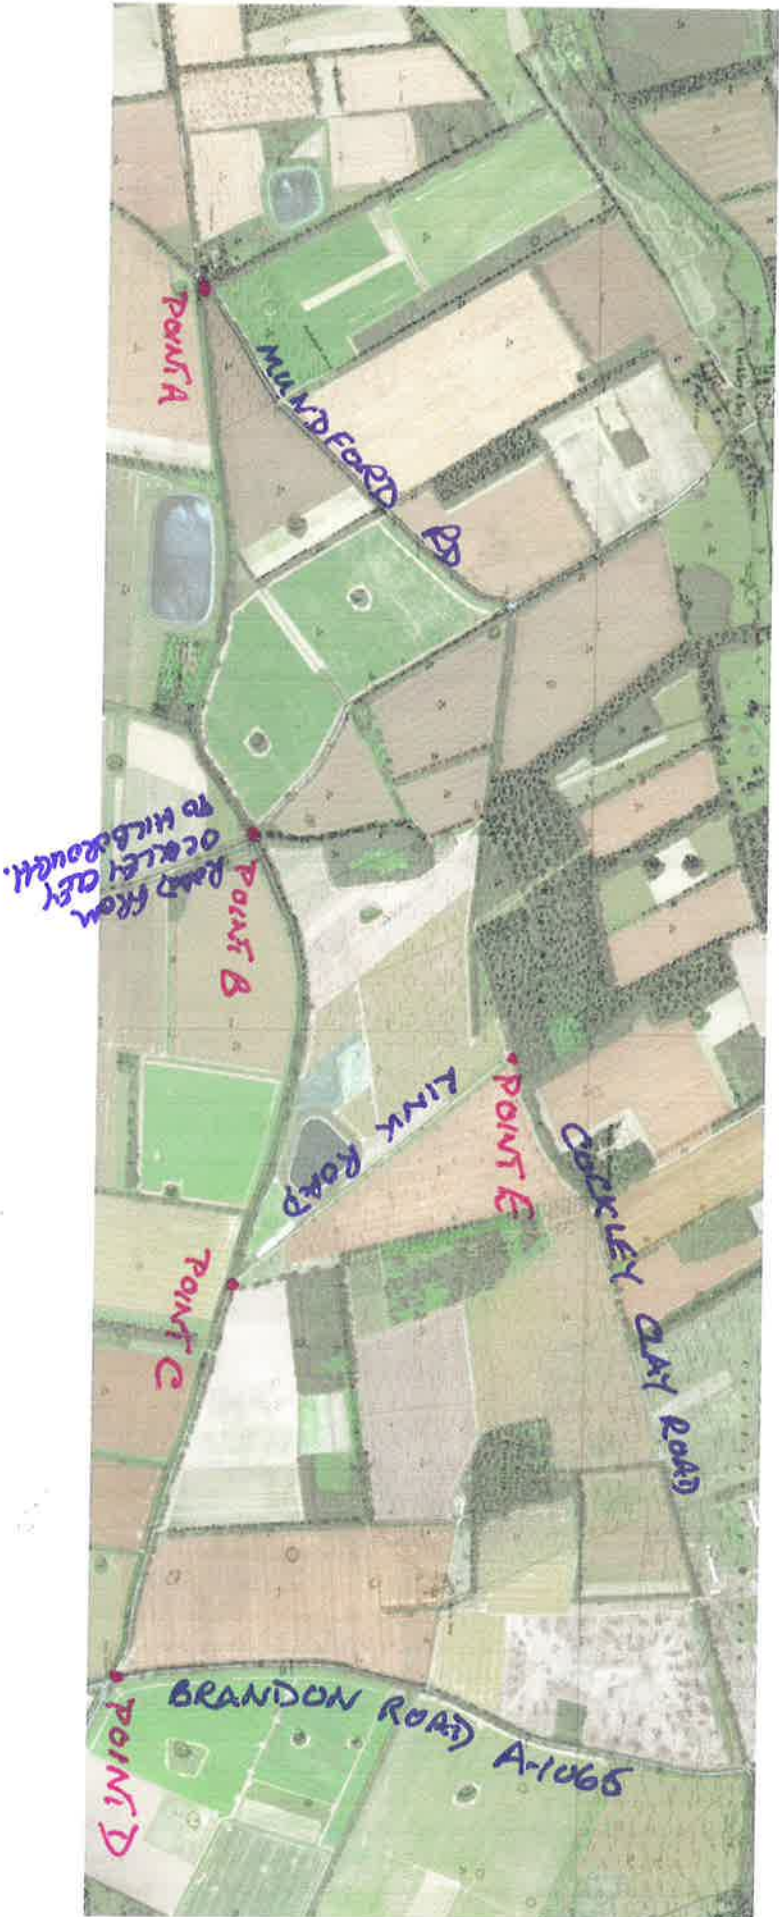 POINT A
MUNDFORD RD
ROAD FROM
COCKLEY CLEY
TO HILBOROUGH.
POINT B
LINK
ROAD
POINT E
COCKLEY CLAY ROAD
POINT C
BRANDON ROAD A-1065
POINT D